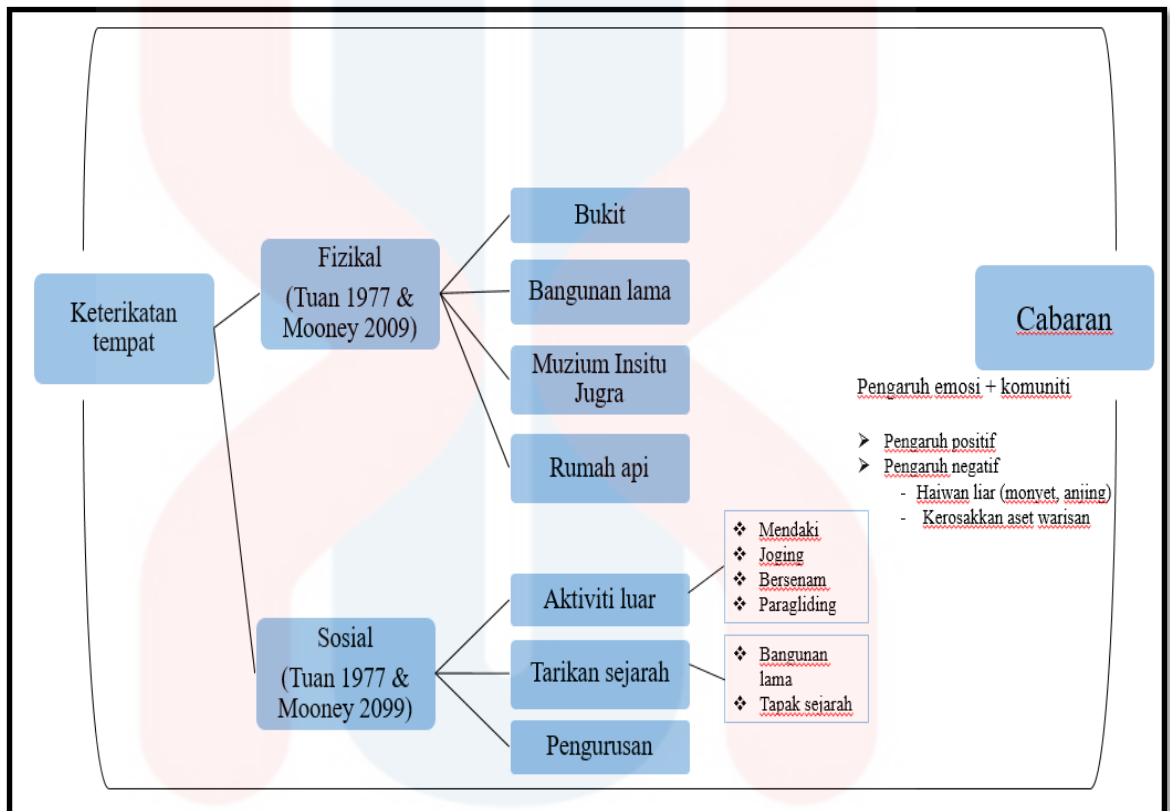 Keterikatan
tempat
Fizikal
(Tuan 1977 &
Mooney 2009)
Bukit
Bangunan lama
Muzium Insitu
Jugra
Rumah api
Sosial
(Tuan 1977 &
Mooney 2099)
Aktiviti luar
❖ Mendaki
❖ Joging
❖ Bersenam
❖ Paragliding
Tarikan sejarah
❖ Bangunan
lama
❖ Tapak sejarah
Pengurusan
Cabaran
Pengaruh emosi + komuniti
➢ Pengaruh positif
➢ Pengaruh negatif
- Haiwan liar (monyet, anjing)
- Kerosakkan aset warisan